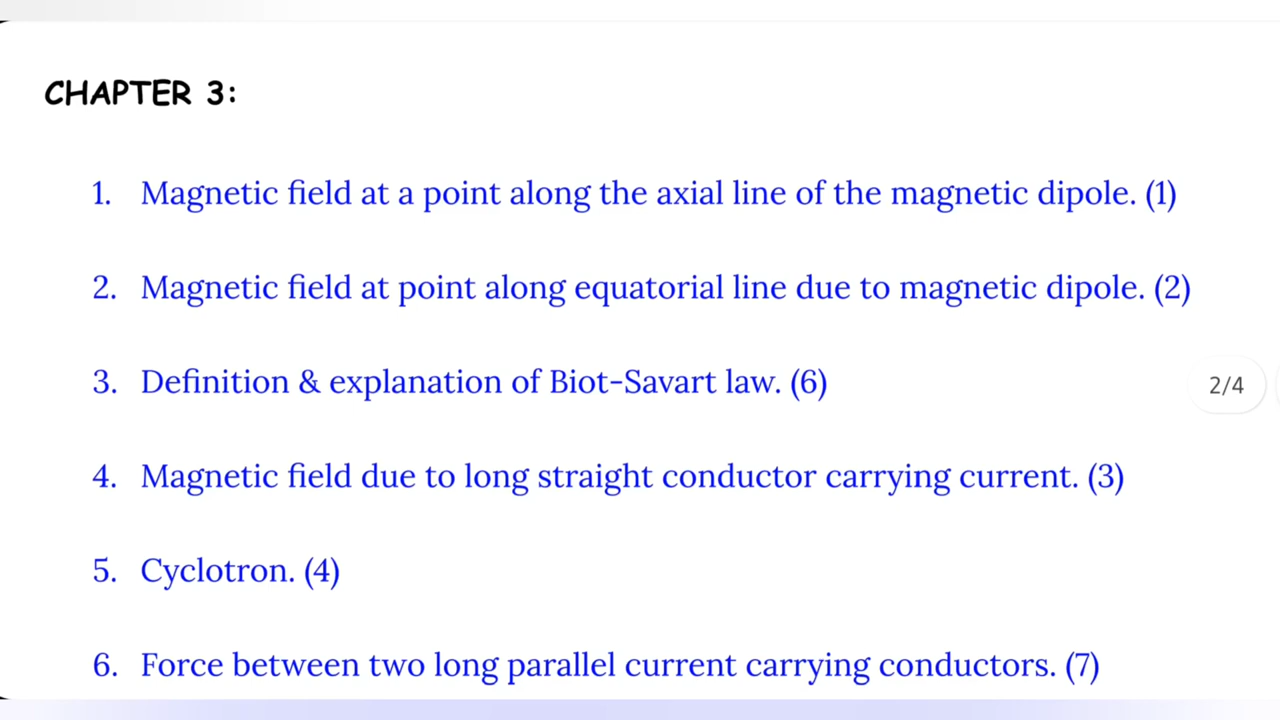 CHAPTER 3:
1. Magnetic field at a point along the axial line of the magnetic dipole. (1)
2. Magnetic field at point along equatorial line due to magnetic dipole. (2)
3. Definition & explanation of Biot-Savart law. (6)
2/4
4. Magnetic field due to long straight conductor carrying current. (3)
5. Cyclotron. (4)
6. Force between two long parallel current carrying conductors. (7)